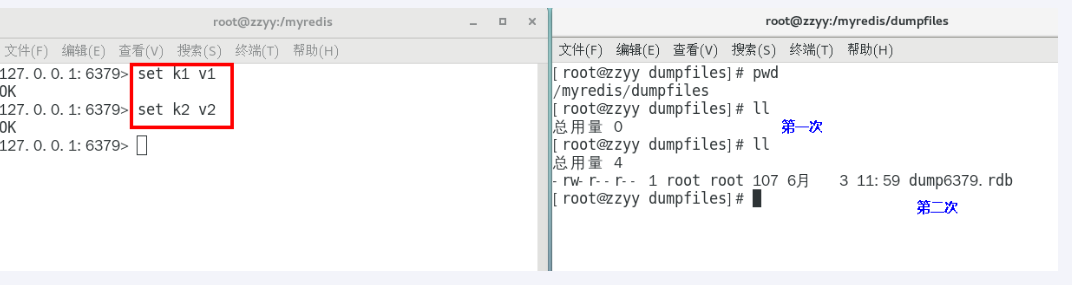 root@zzyy:/myredis
文件(F) 编辑(E) 查看(V) 搜索(S) 终端(T) 帮助(H)
127.0.0.1:6379> set k1 v1
OK
127.0.0.1:6379> set k2 v2
OK
127.0.0.1:6379>
root@zzyy:/myredis/dumpfiles
文件(F) 编辑(E) 查看(V) 搜索(S) 终端(T) 帮助(H)
[root@zzyy dumpfiles]# pwd
/myredis/dumpfiles
[root@zzyy dumpfiles]# ll
总用量 0
第一次
[root@zzyy dumpfiles]# ll
总用量 4
-rw-r--r-- 1 root root 107 6月 3 11:59 dump6379.rdb
[root@zzyy dumpfiles]#
第二次